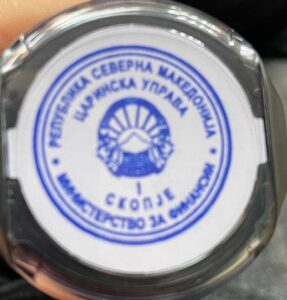 РЕПУБЛИКА СЕВЕРНА МАКЕДОНИЈА
ЦАРИНСКА УПРАВА
1
СКОПЈЕ
МИНИСТЕРСТВО ЗА ФИНАНСИИ